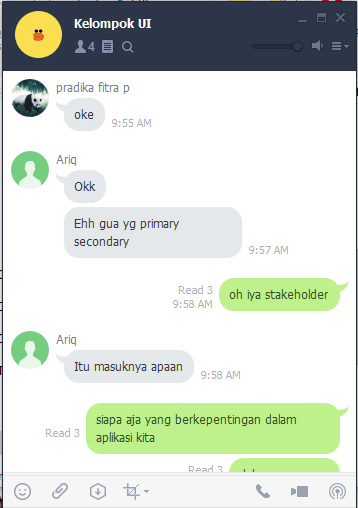 Kelompok UI
4
pradika fitra p
oke
9:55 AM
Ariq
Okk
Ehh gua yg primary
secondary
9:57 AM
Read 3
9:58 AM
oh iya stakeholder
Ariq
Itu masuknya apaan
9:58 AM
siapa aja yang berkepentingan dalam
aplikasi kita
Read 3
Read 3